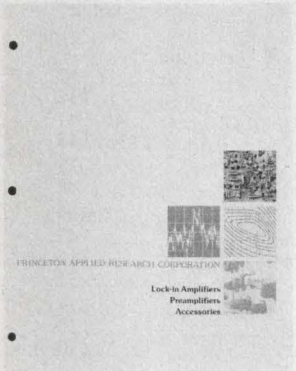 PRINCETON APPLIED RESEARCH CORPORATION
Lock-in Amplifiers
Preamplifiers
Accessories